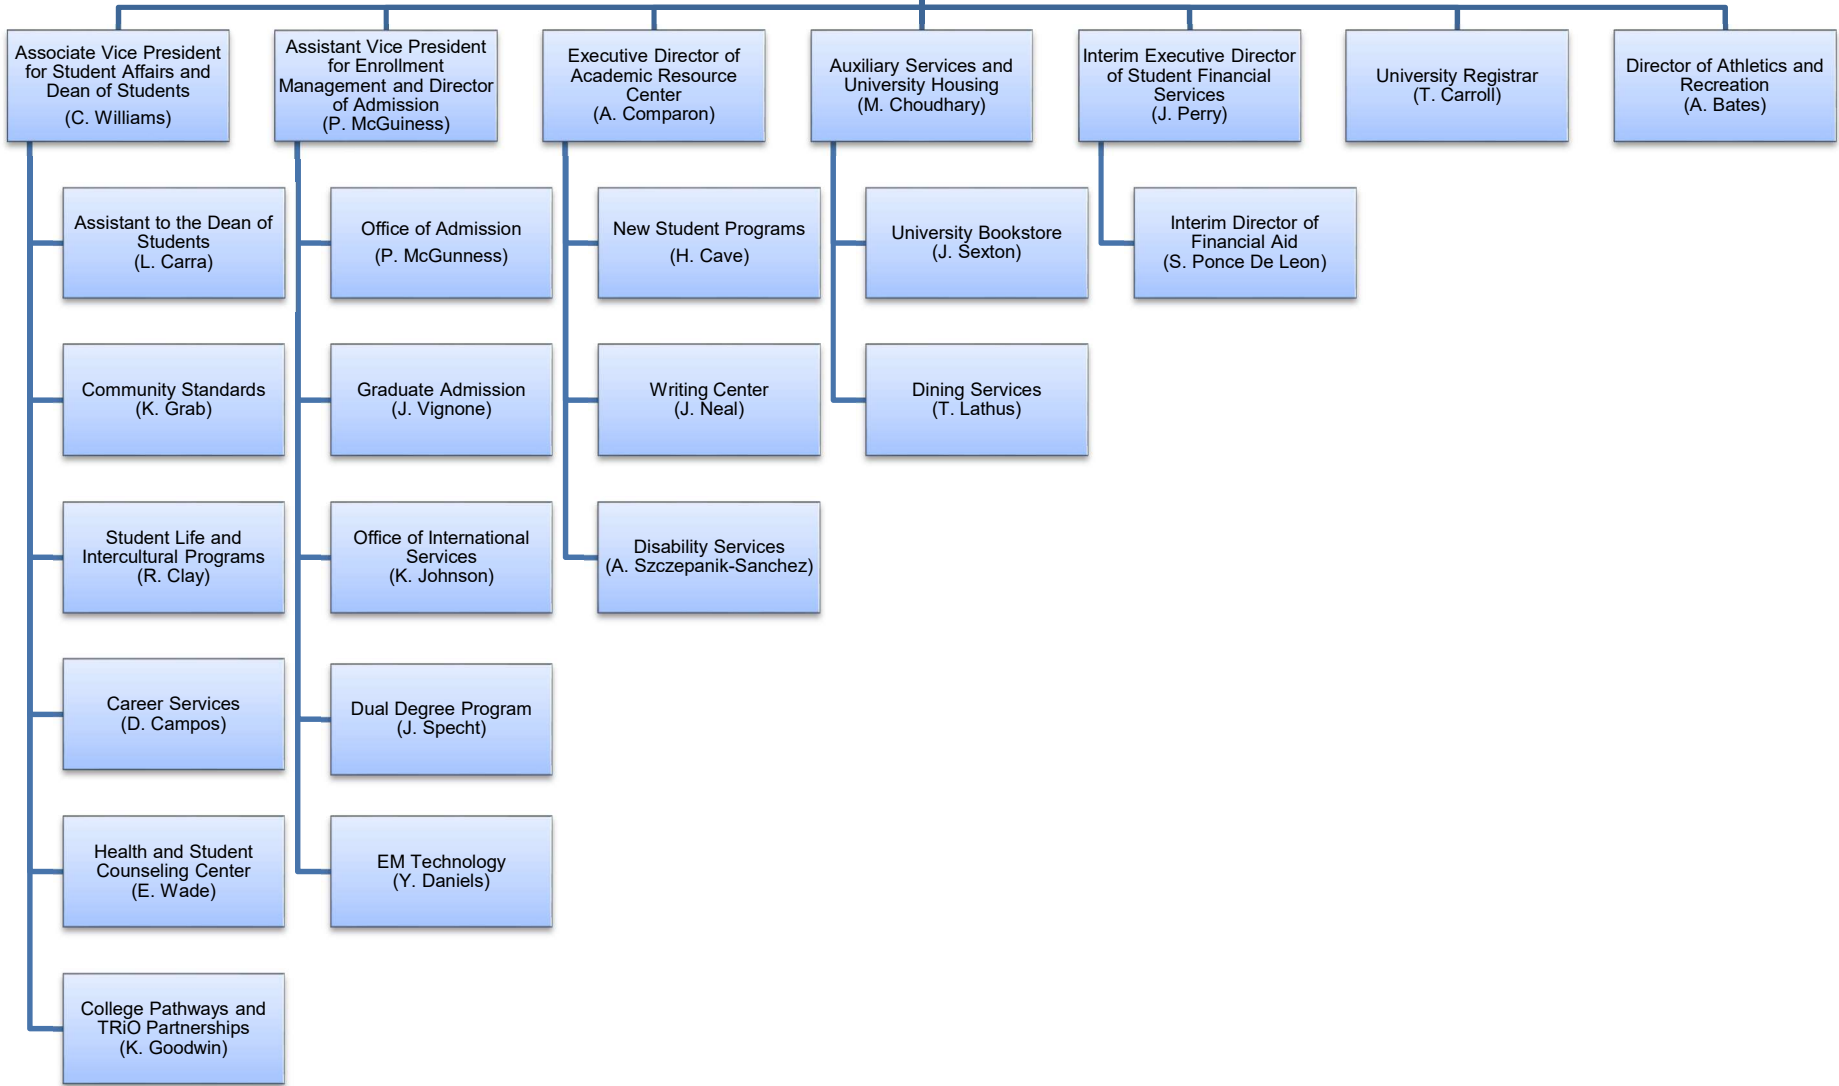 Associate Vice President
for Student Affairs and
Dean of Students
(C. Williams)
Assistant Vice President
for Enrollment
Management and Director
of Admission
(P. McGuiness)
Executive Director of
Academic Resource
Center
(A. Comparon)
Auxiliary Services and
University Housing
(M. Choudhary)
Interim Executive Director
of Student Financial
Services
(J. Perry)
University Registrar
(T. Carroll)
Director of Athletics and
Recreation
(A. Bates)
Assistant to the Dean of
Students
(L. Carra)
Office of Admission
(P. McGunness)
New Student Programs
(H. Cave)
University Bookstore
(J. Sexton)
Interim Director of
Financial Aid
(S. Ponce De Leon)
Community Standards
(K. Grab)
Graduate Admission
(J. Vignone)
Writing Center
(J. Neal)
Dining Services
(T. Lathus)
Student Life and
Intercultural Programs
(R. Clay)
Office of International
Services
(K. Johnson)
Disability Services
(A. Szczepanik-Sanchez)
Career Services
(D. Campos)
Dual Degree Program
(J. Specht)
Health and Student
Counseling Center
(E. Wade)
EM Technology
(Y. Daniels)
College Pathways and
TRiO Partnerships
(K. Goodwin)